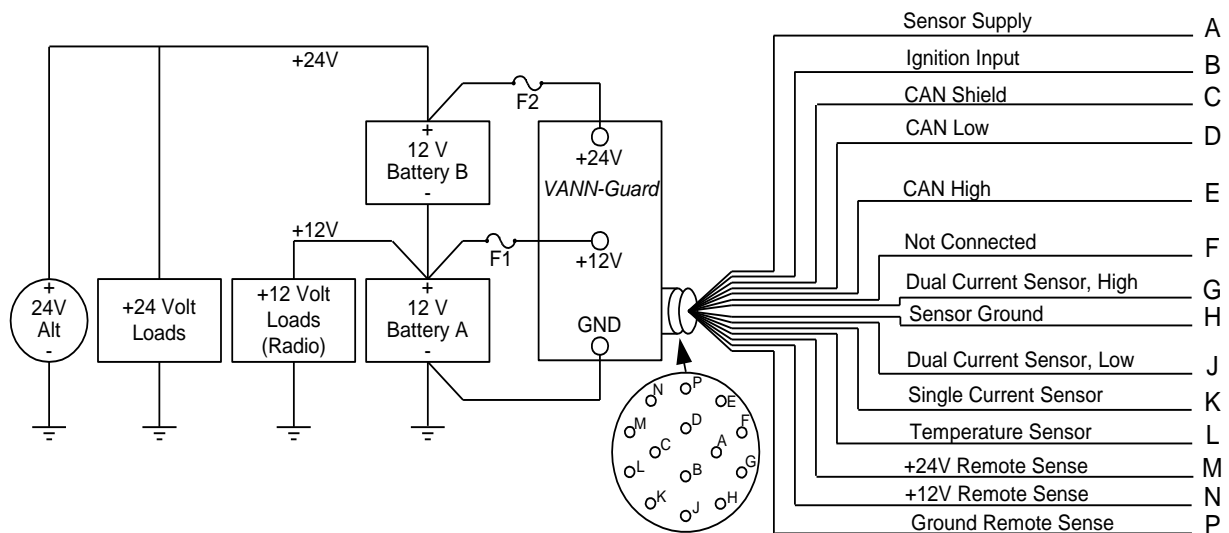 +24V
F2
+
12 V
Battery B
-
+24V
VANN-Guard
+12V
F1
+12V
+
24V
Alt
-
+24 Volt
Loads
+12 Volt
Loads
(Radio)
+
12 V
Battery A
-
GND
Sensor Supply A
Ignition Input B
CAN Shield C
CAN Low D
CAN High E
Not Connected F
Dual Current Sensor, High G
Sensor Ground H
Dual Current Sensor, Low J
Single Current Sensor K
Temperature Sensor L
+24V Remote Sense M
+12V Remote Sense N
Ground Remote Sense P
P
N
E
M
D
F
C
A
L
B
G
K
H
J